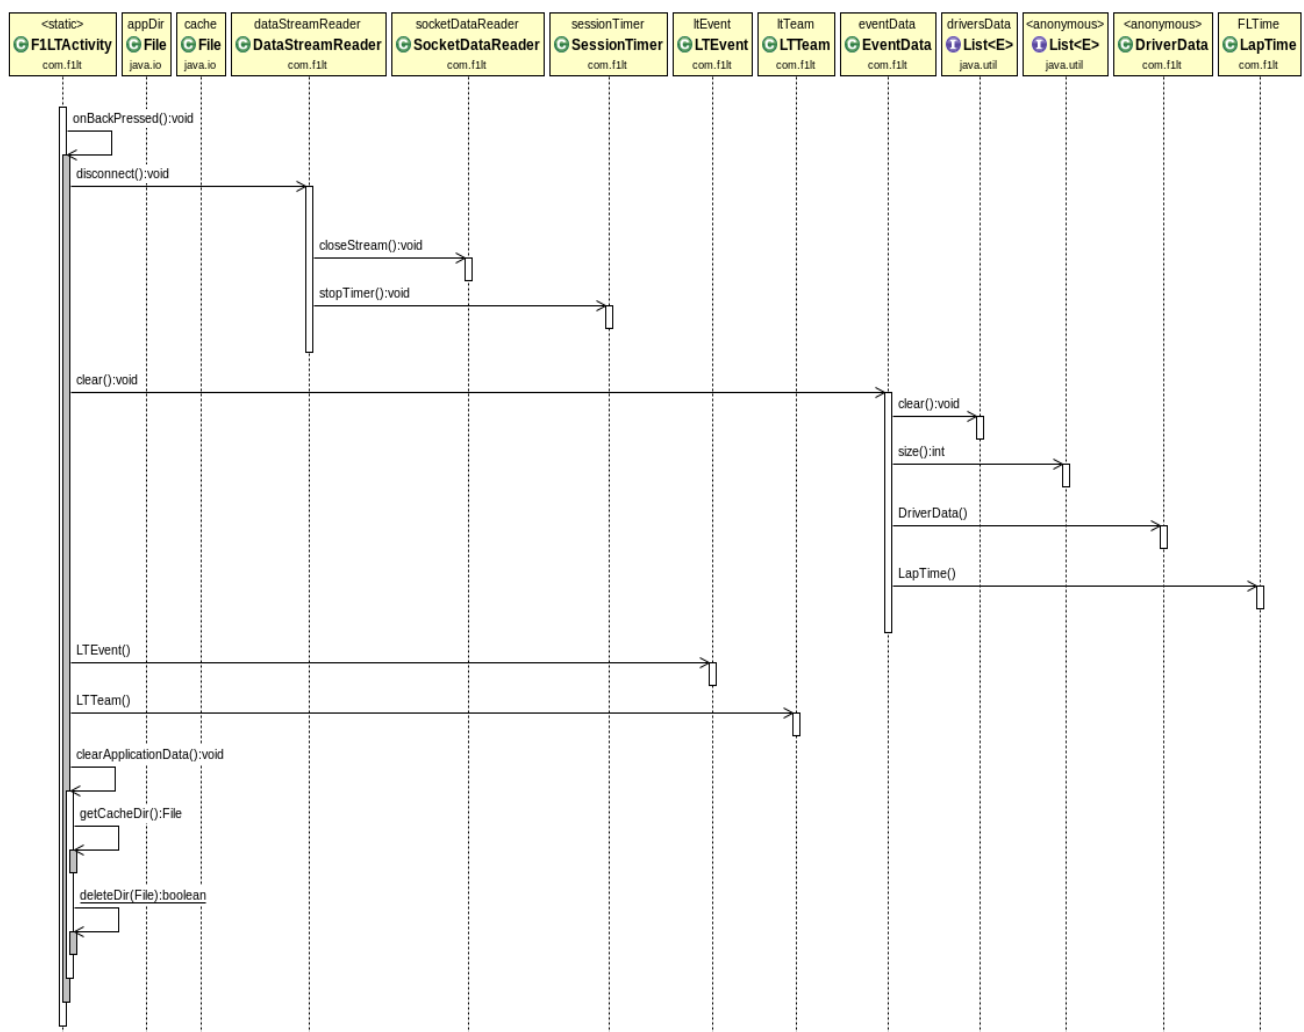 <static> appDir cache dataStreamReader socketDataReader sessionTimer ltEvent ltTeam eventData driversData <anonymous> <anonymous> FLTime
C F1LTActivity C File C File C DataStreamReader C SocketDataReader C SessionTimer C LTEvent C LTTeam C EventData I List<E> I List<E> C DriverData C LapTime
com.f1lt java.io java.io com.f1lt com.f1lt com.f1lt com.f1lt com.f1lt com.f1lt java.util java.util com.f1lt com.f1lt
onBackPressed():void
disconnect():void
closeStream():void
stopTimer():void
clear():void
clear():void
size():int
DriverData()
LapTime()
LTEvent()
LTTeam()
clearApplicationData():void
getCacheDir():File
deleteDir(File):boolean